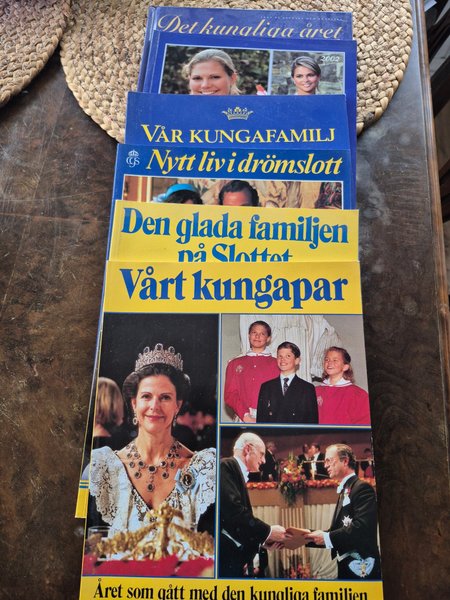 Det kungliga året
2002
VÅR KUNGAFAMILJ
Nytt liv i drömslott
Den glada familjen
på Slottet
Vårt kungapar
Året som gått med den kungliga familjen